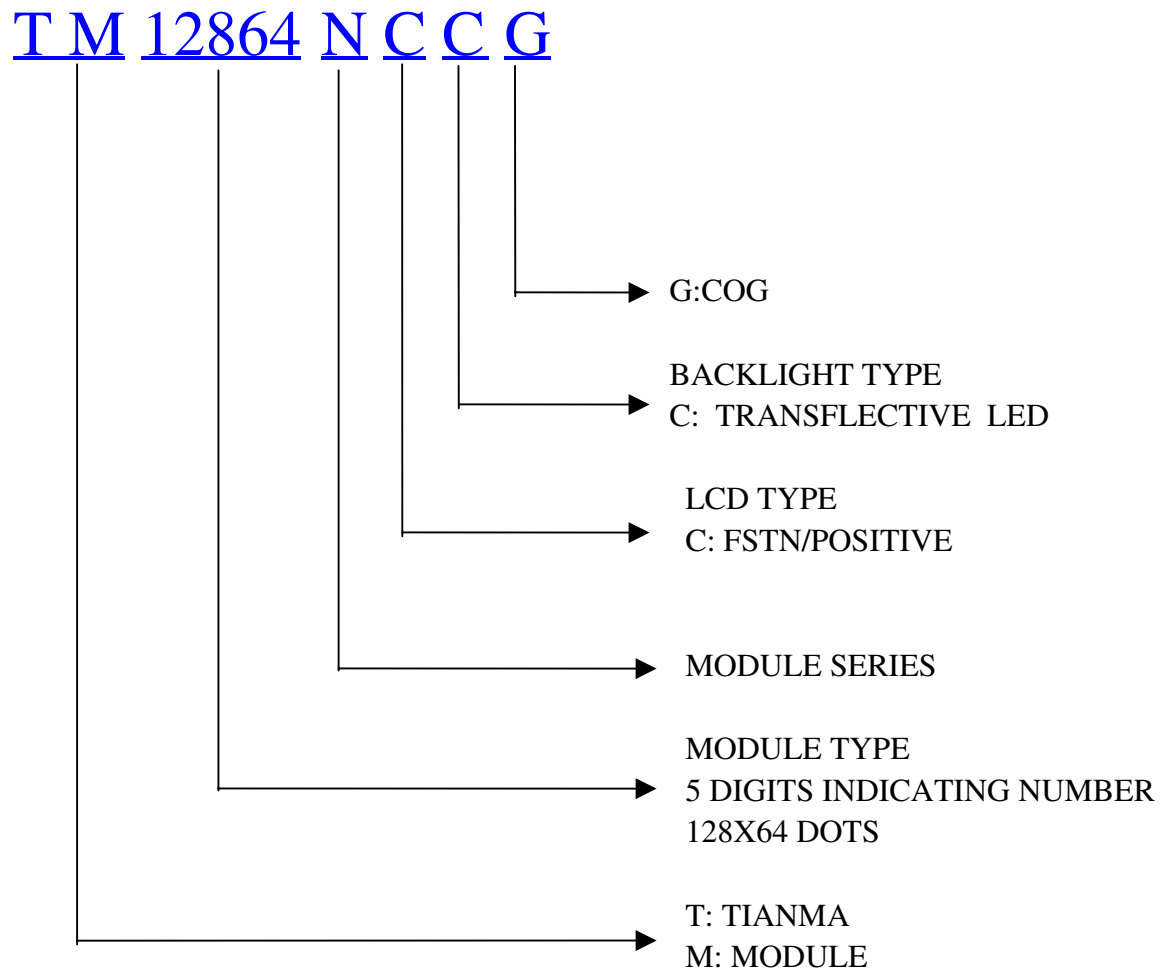 T M 12864 N C C G
G:COG
BACKLIGHT TYPE
C: TRANSFLECTIVE LED
LCD TYPE
C: FSTN/POSITIVE
MODULE SERIES
MODULE TYPE
5 DIGITS INDICATING NUMBER
128X64 DOTS
T: TIANMA
M: MODULE